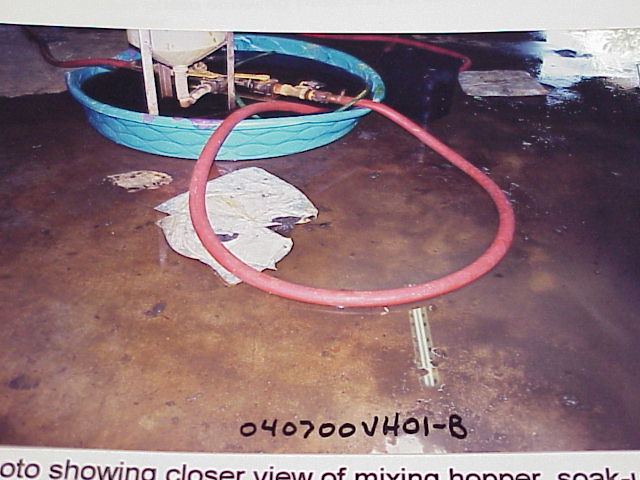 040700VH01-B
oto showing closer view of mixing hopper, soak-u